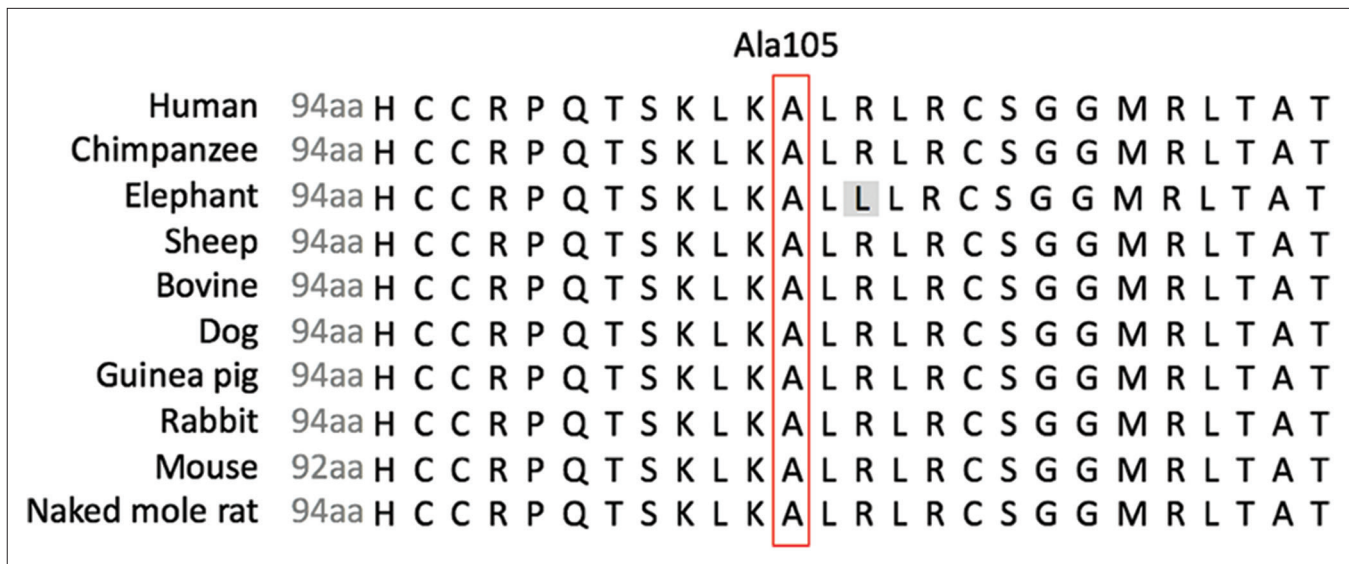 Ala105
Human 94aa H C C R P Q T S K L K A L R L R C S G G M R L T A T
Chimpanzee 94aa H C C R P Q T S K L K A L R L R C S G G M R L T A T
Elephant 94aa H C C R P Q T S K L K A L L L R C S G G M R L T A T
Sheep 94aa H C C R P Q T S K L K A L R L R C S G G M R L T A T
Bovine 94aa H C C R P Q T S K L K A L R L R C S G G M R L T A T
Dog 94aa H C C R P Q T S K L K A L R L R C S G G M R L T A T
Guinea pig 94aa H C C R P Q T S K L K A L R L R C S G G M R L T A T
Rabbit 94aa H C C R P Q T S K L K A L R L R C S G G M R L T A T
Mouse 92aa H C C R P Q T S K L K A L R L R C S G G M R L T A T
Naked mole rat 94aa H C C R P Q T S K L K A L R L R C S G G M R L T A T